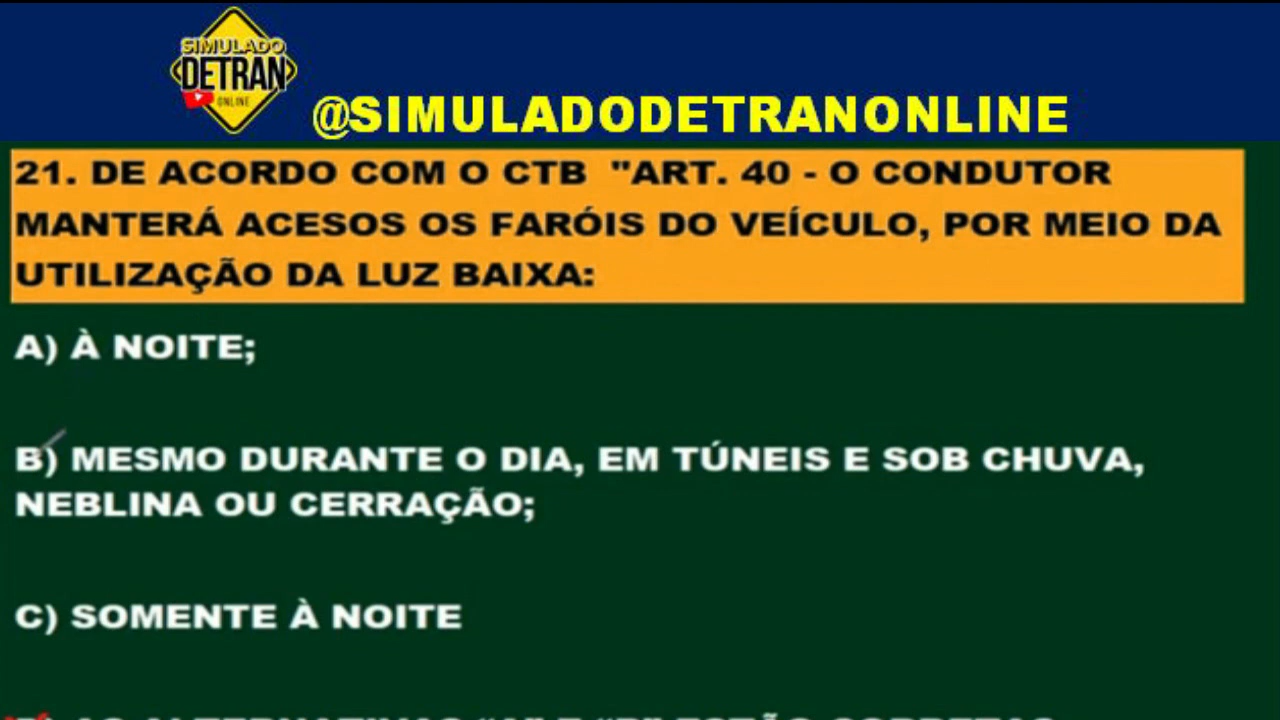 SIMULADO
DETRAN
ONLINE
@SIMULADODETRANONLINE
21. DE ACORDO COM O CTB "ART. 40 - O CONDUTOR
MANTERÁ ACESOS OS FARÓIS DO VEÍCULO, POR MEIO DA
UTILIZAÇÃO DA LUZ BAIXA:
A) À NOITE;
B) MESMO DURANTE O DIA, EM TÚNEIS E SOB CHUVA,
NEBLINA OU CERRAÇÃO;
C) SOMENTE À NOITE